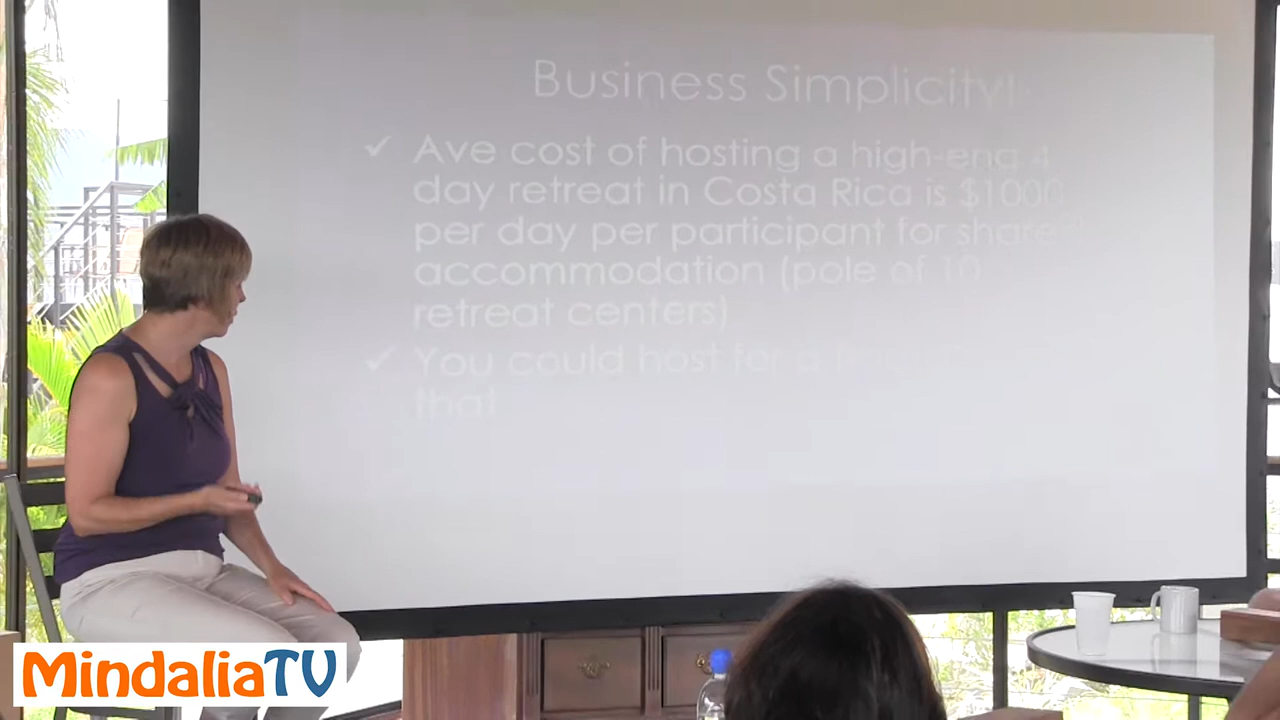 Business Simplicity!
✓ Ave cost of hosting a high-end 4
day retreat in Costa Rica is $1000
per day per participant for shared
accommodation (pole of 10
retreat centers)
✓ You could host for a
that
MindaliaTV